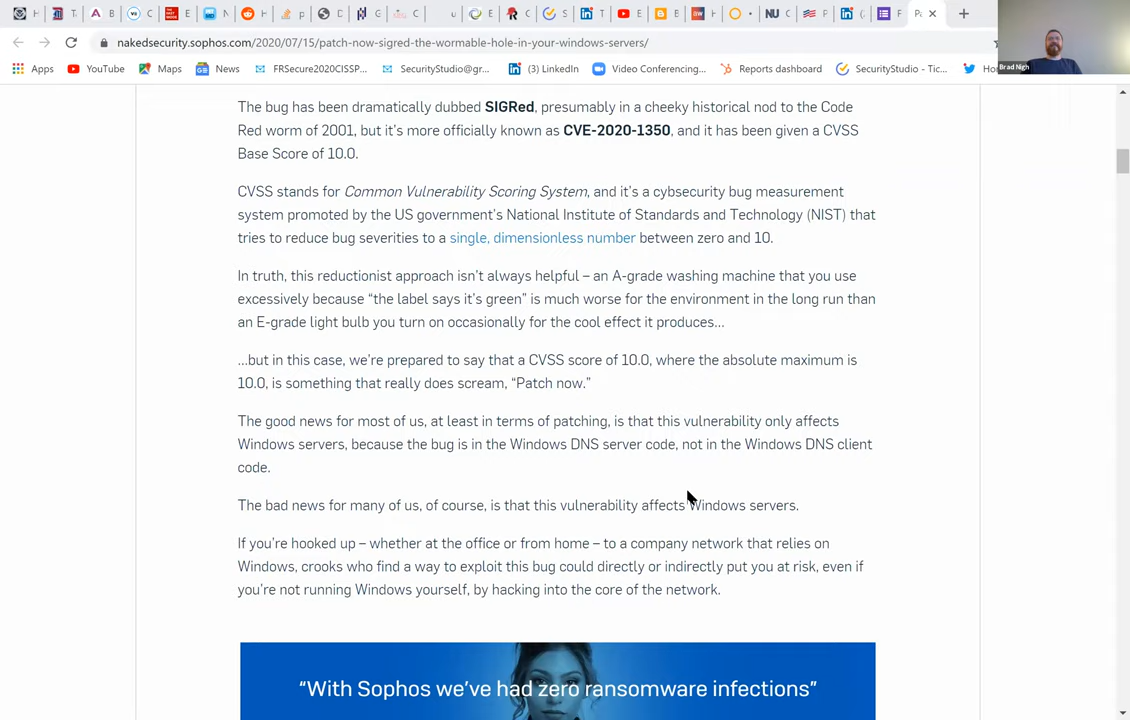 nakedsecurity.sophos.com/2020/07/15/patch-now-sigred-the-wormable-hole-in-your-windows-servers/
Brad Nigh
Apps YouTube Maps News FRSecure2020CISSP... SecurityStudio@gr... (3) LinkedIn Video Conferencing... Reports dashboard SecurityStudio - Tic...
The bug has been dramatically dubbed SIGRed, presumably in a cheeky historical nod to the Code
Red worm of 2001, but it's more officially known as CVE-2020-1350, and it has been given a CVSS
Base Score of 10.0.
CVSS stands for Common Vulnerability Scoring System, and it's a cybsecurity bug measurement
system promoted by the US government's National Institute of Standards and Technology (NIST) that
tries to reduce bug severities to a single, dimensionless number between zero and 10.
In truth, this reductionist approach isn't always helpful – an A-grade washing machine that you use
excessively because “the label says it's green” is much worse for the environment in the long run than
an E-grade light bulb you turn on occasionally for the cool effect it produces…
…but in this case, we're prepared to say that a CVSS score of 10.0, where the absolute maximum is
10.0, is something that really does scream, “Patch now.”
The good news for most of us, at least in terms of patching, is that this vulnerability only affects
Windows servers, because the bug is in the Windows DNS server code, not in the Windows DNS client
code.
The bad news for many of us, of course, is that this vulnerability affects Windows servers.
If you're hooked up – whether at the office or from home – to a company network that relies on
Windows, crooks who find a way to exploit this bug could directly or indirectly put you at risk, even if
you're not running Windows yourself, by hacking into the core of the network.
“With Sophos we've had zero ransomware infections”